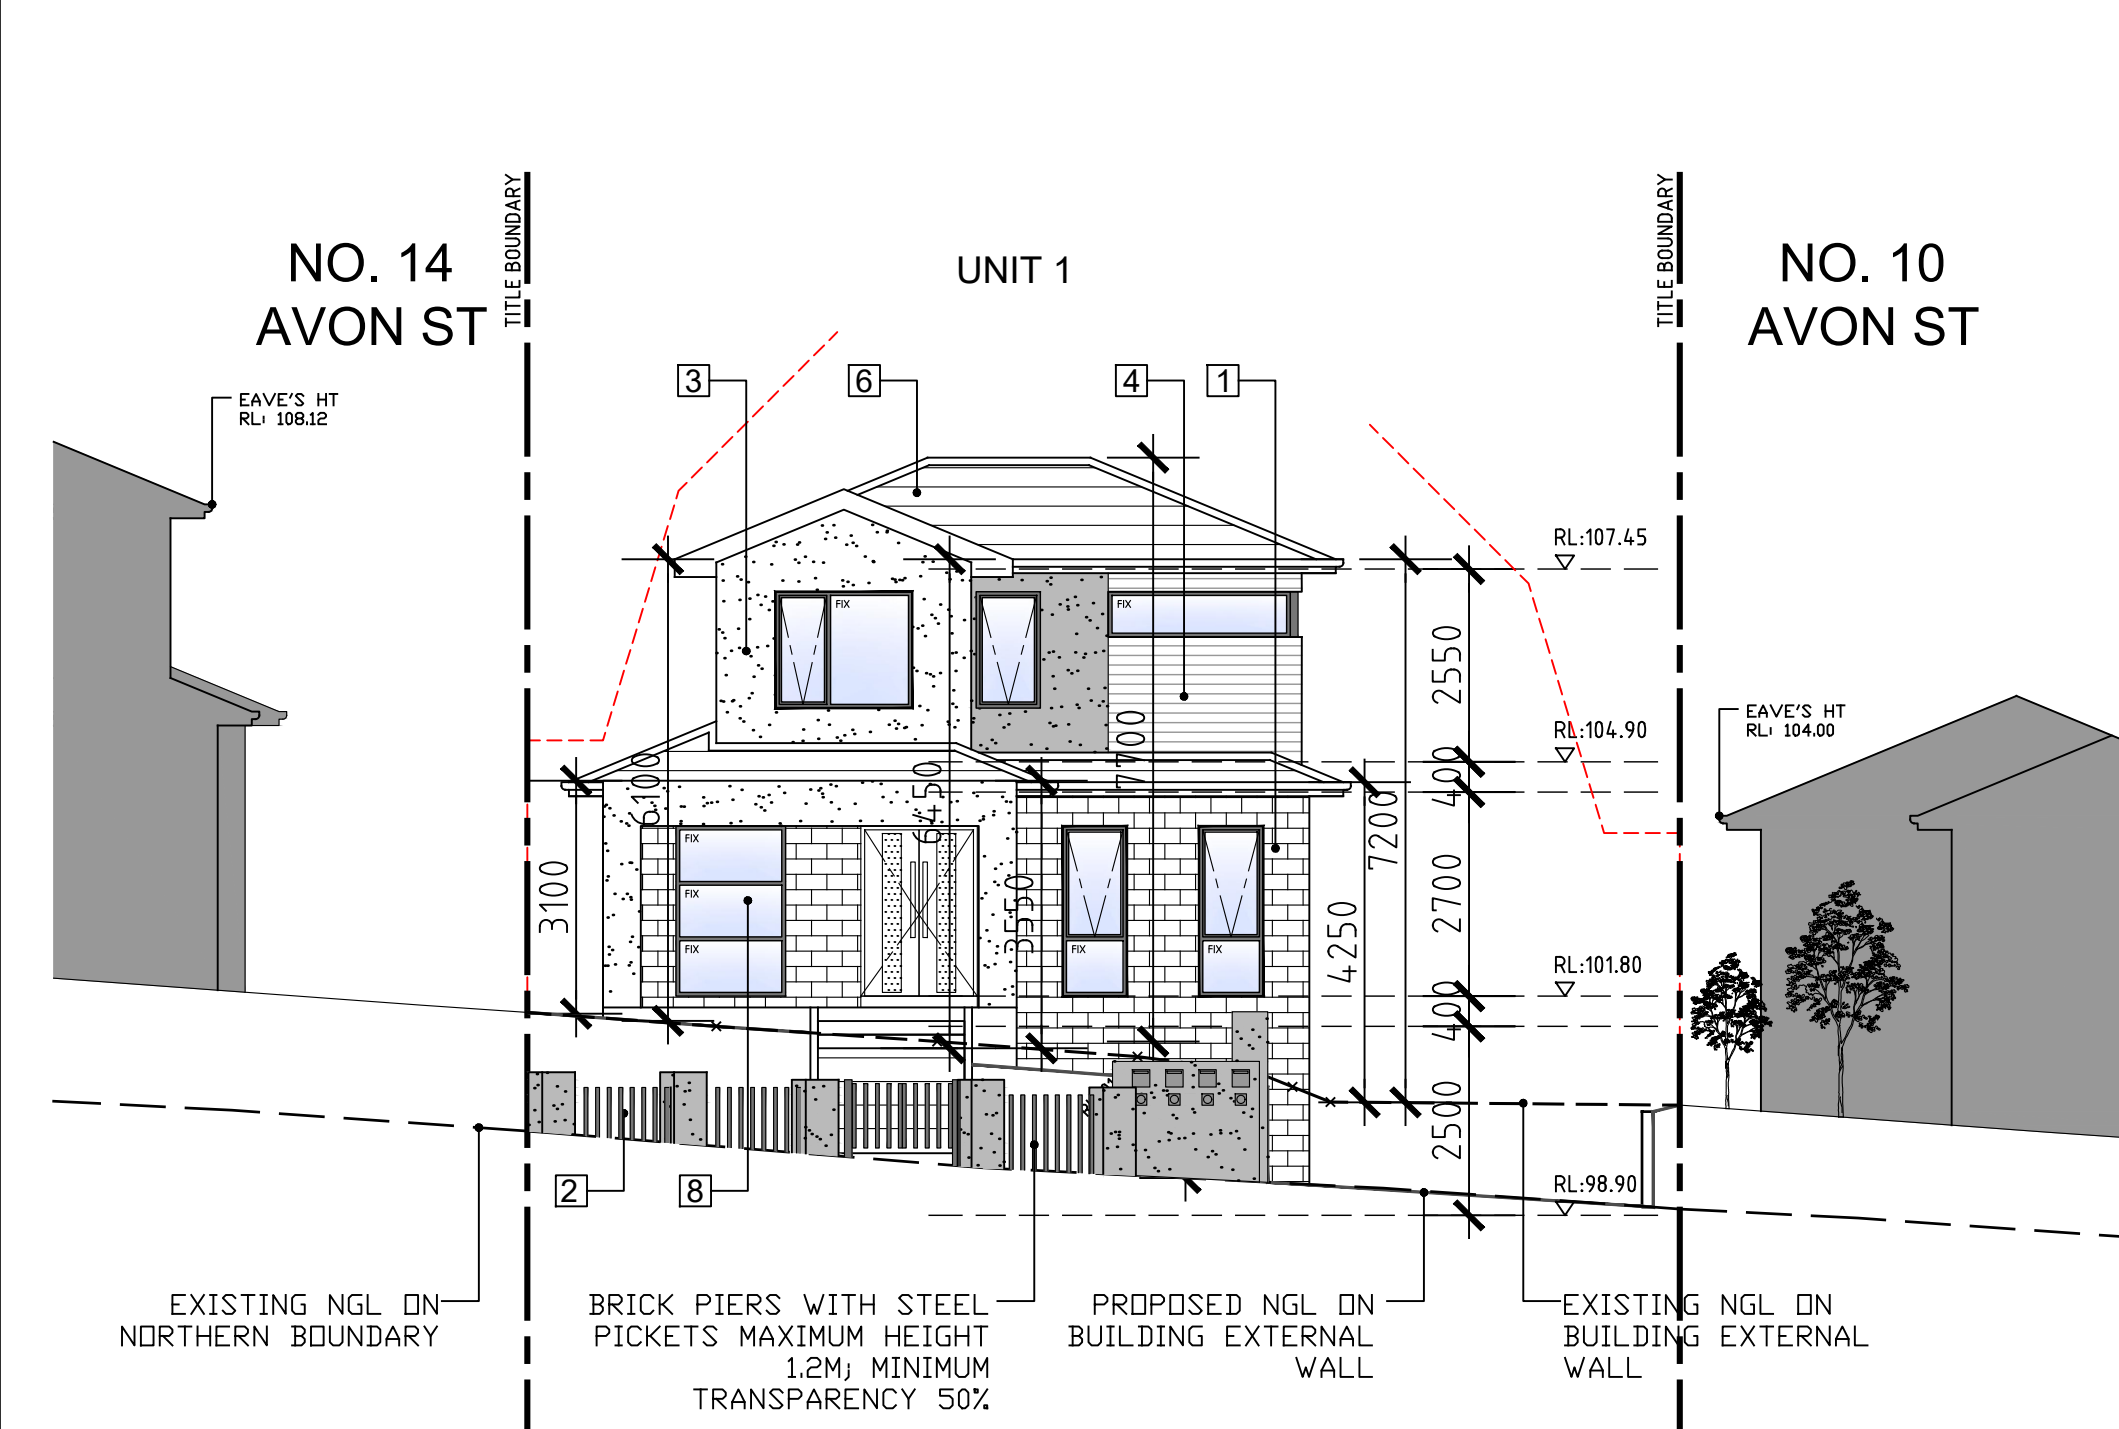 TITLE BOUNDARY
TITLE BOUNDARY
NO. 14
AVON ST
UNIT 1
NO. 10
AVON ST
3
6
4
1
EAVE'S HT
RL: 108.12
RL:107.45
FIX
FIX
2550
EAVE'S HT
RL: 104.00
RL:104.90
7700
400
6100
6450
7200
3100
FIX
FIX
FIX
3550
FIX
FIX
4250
2700
RL:101.80
400
2500
RL:98.90
2
8
EXISTING NGL ON
NORTHERN BOUNDARY
BRICK PIERS WITH STEEL
PICKETS MAXIMUM HEIGHT
1.2M; MINIMUM
TRANSPARENCY 50%
PROPOSED NGL ON
BUILDING EXTERNAL
WALL
EXISTING NGL ON
BUILDING EXTERNAL
WALL